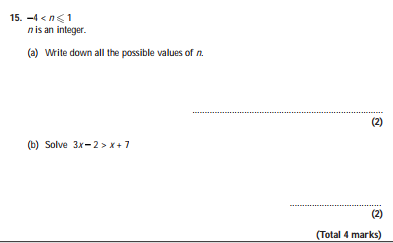 15. –4 < n ⩽ 1
n is an integer.
(a) Write down all the possible values of n.
(2)
(b) Solve 3x – 2 > x + 7
(2)
(Total 4 marks)